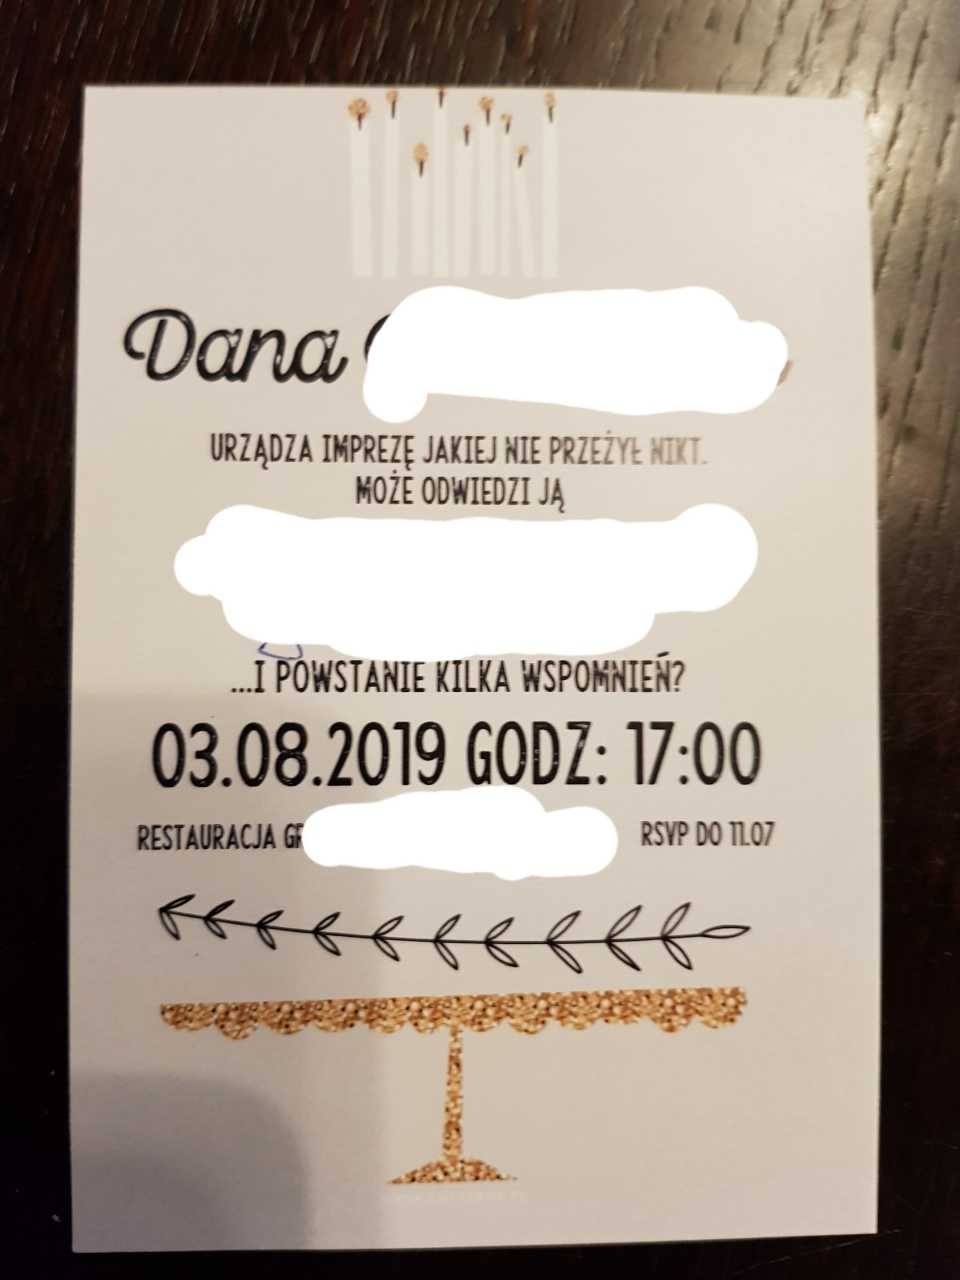 Dana
URZĄDZA IMPREZĘ JAKIEJ NIE PRZEŻYŁ NIKT.
MOŻE ODWIEDZI JĄ
...I POWSTANIE KILKA WSPOMNIEŃ?
03.08.2019 GODZ: 17:00
RESTAURACJA RSVP DO 11.07